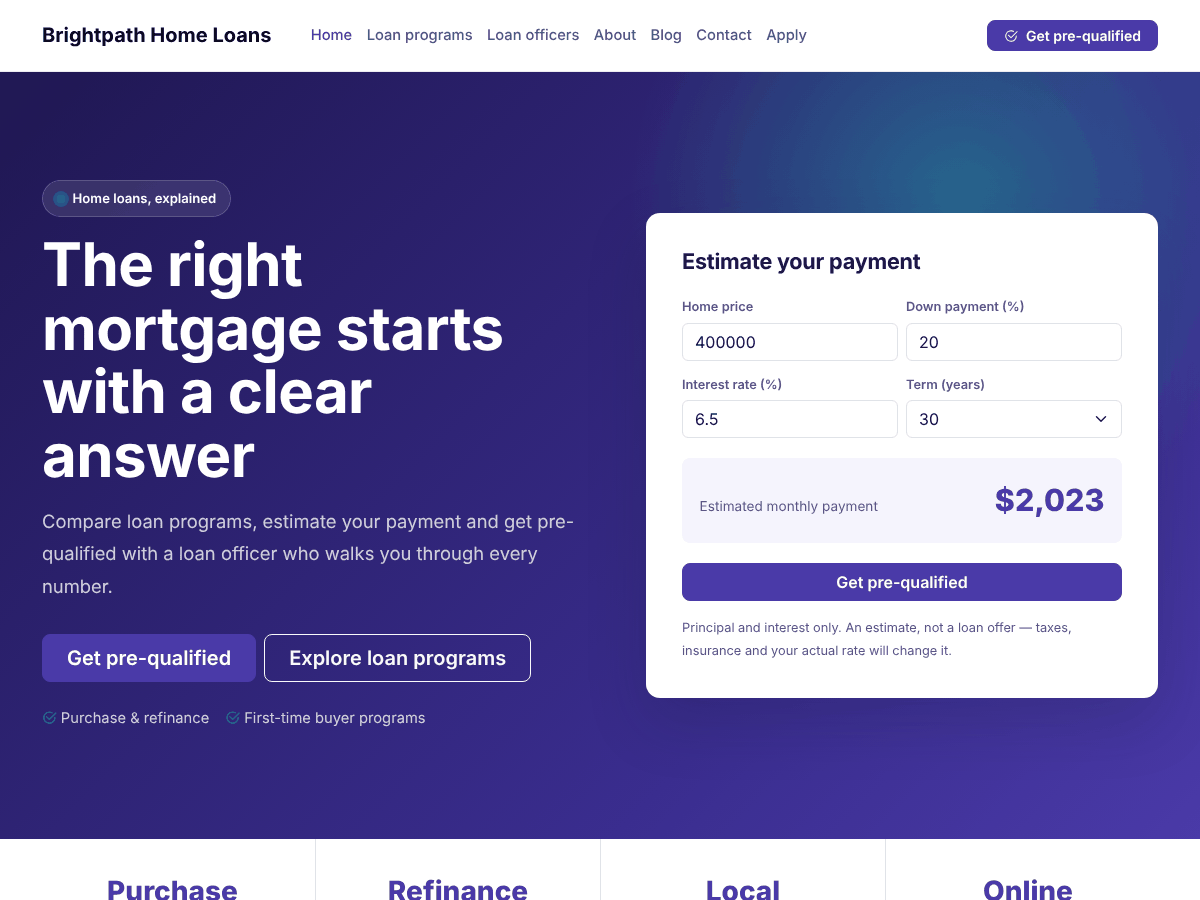 Brightpath Home Loans
Home
Loan programs
Loan officers
About
Blog
Contact
Apply
Get pre-qualified
Home loans, explained
The right
mortgage starts
with a clear
answer
Compare loan programs, estimate your payment and get pre-
qualified with a loan officer who walks you through every
number.
Get pre-qualified
Explore loan programs
Purchase & refinance
First-time buyer programs
Estimate your payment
Home price
Down payment (%)
400000
20
Interest rate (%)
Term (years)
6.5
30
Estimated monthly payment
$2,023
Get pre-qualified
Principal and interest only. An estimate, not a loan offer — taxes,
insurance and your actual rate will change it.
Purchase
Refinance
Local
Online